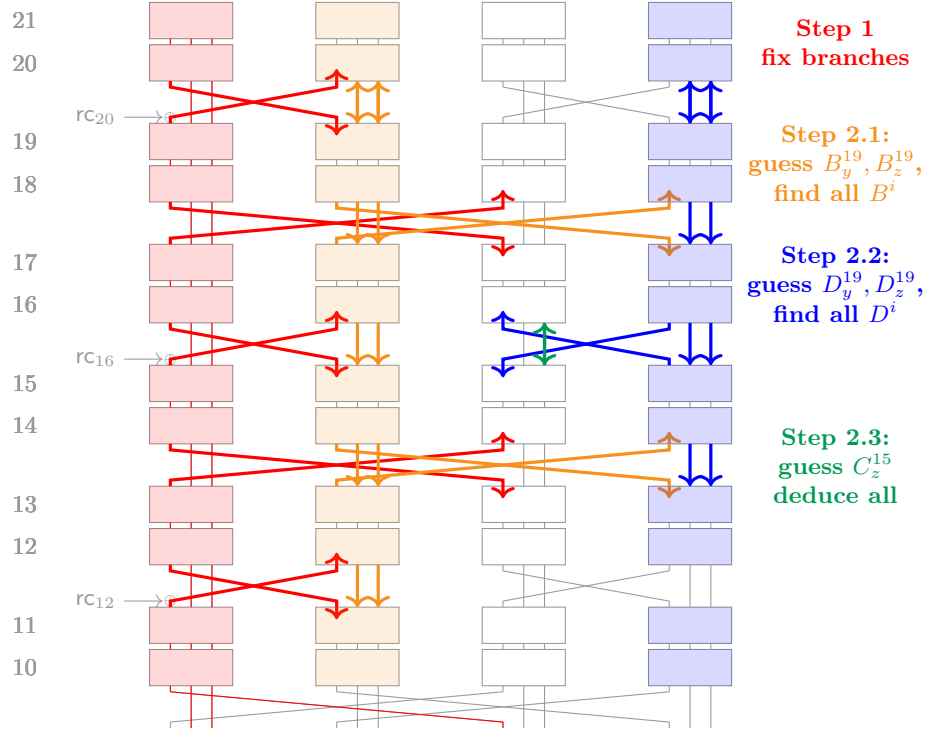 21
Step 1
fix branches
20
rc₂₀
19
Step 2.1:
guess $B_y^{19}, B_z^{19}$,
find all $B^i$
18
17
Step 2.2:
guess $D_y^{19}, D_z^{19}$,
find all $D^i$
16
rc₁₆
15
14
Step 2.3:
guess $C_z^{15}$
deduce all
13
12
rc₁₂
11
10